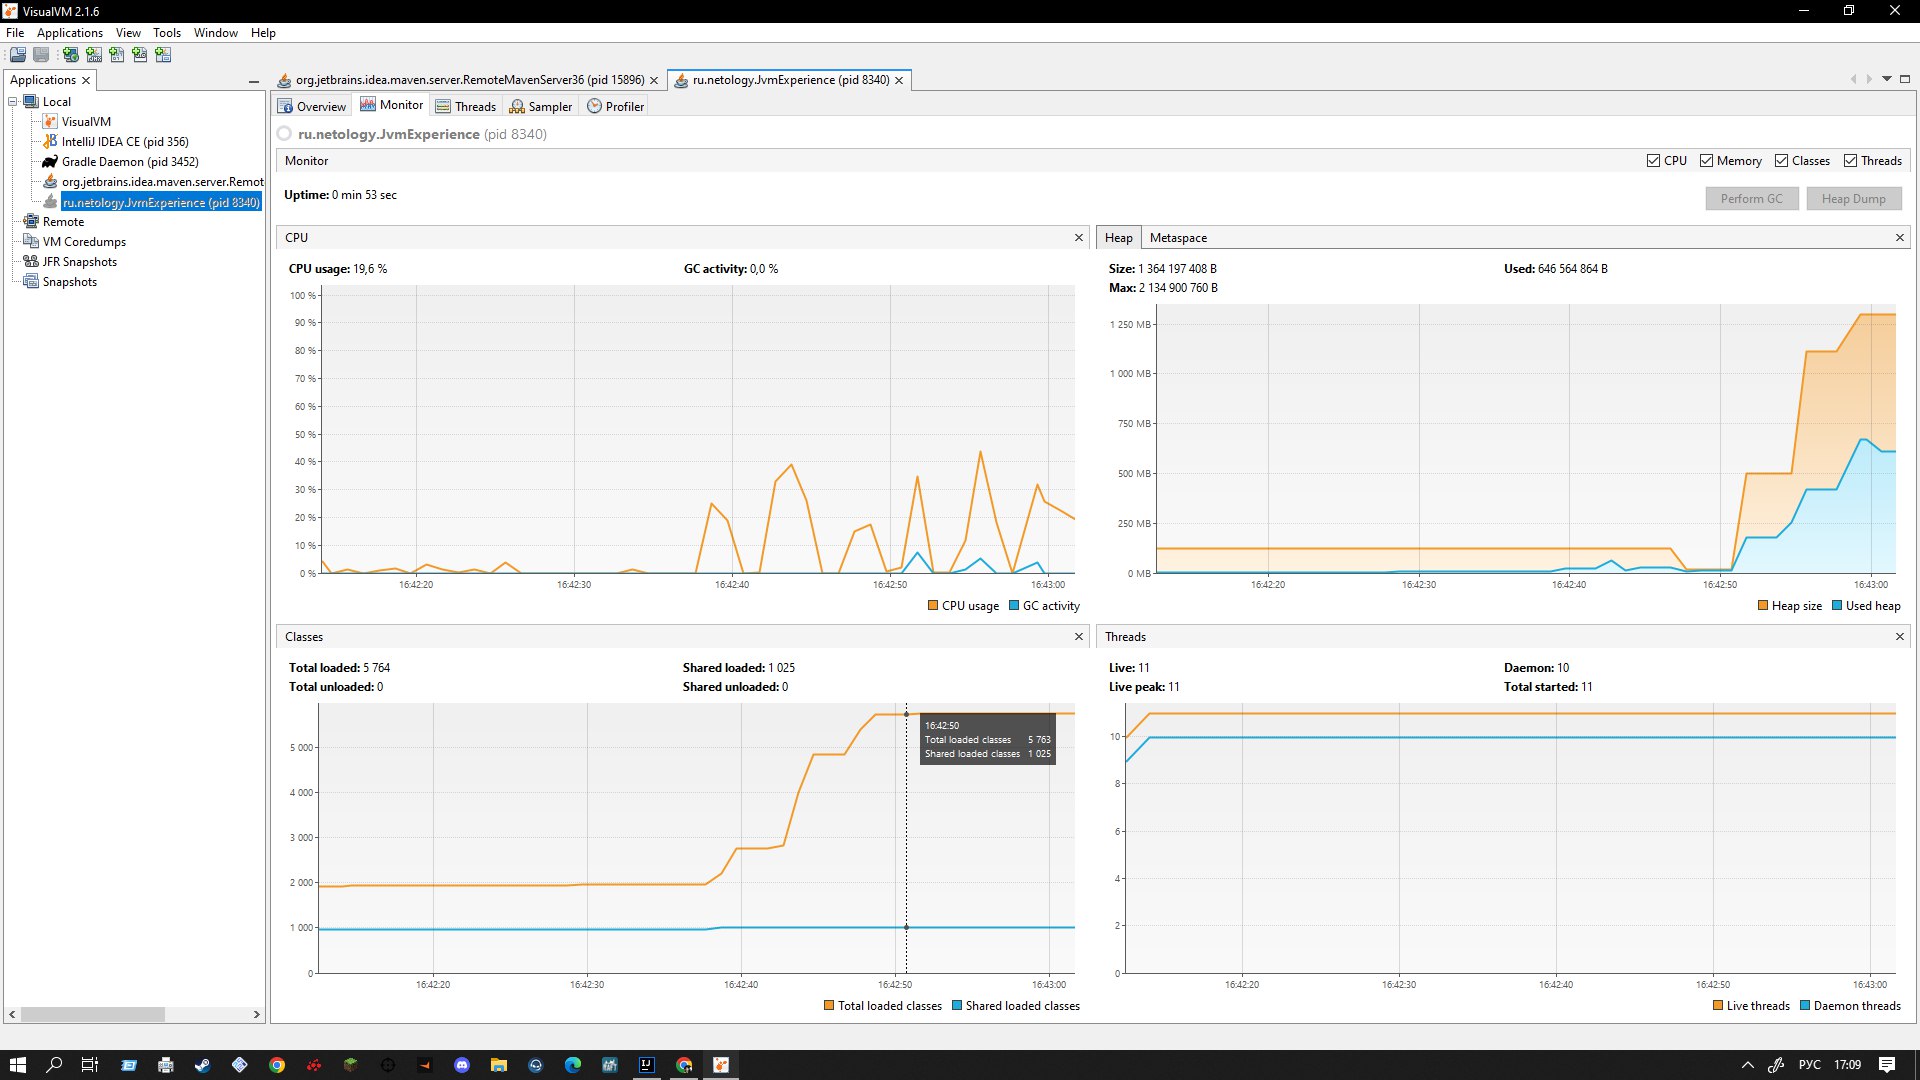 VisualVM 2.1.6
File Applications View Tools Window Help
Applications
Local
VisualVM
IntelliJ IDEA CE (pid 356)
Gradle Daemon (pid 3452)
org.jetbrains.idea.maven.server.Remot
ru.netology.JvmExperience (pid 8340)
Remote
VM Coredumps
JFR Snapshots
Snapshots
org.jetbrains.idea.maven.server.RemoteMavenServer36 (pid 15896)
ru.netology.JvmExperience (pid 8340)
Overview Monitor Threads Sampler Profiler
ru.netology.JvmExperience (pid 8340)
Monitor
CPU Memory Classes Threads
Uptime: 0 min 53 sec
Perform GC Heap Dump
CPU
CPU usage: 19,6 % GC activity: 0,0 %
100 %
90 %
80 %
70 %
60 %
50 %
40 %
30 %
20 %
10 %
0 %
16:42:20 16:42:30 16:42:40 16:42:50 16:43:00
CPU usage GC activity
Heap Metaspace
Size: 1 364 197 408 B Used: 646 564 864 B
Max: 2 134 900 760 B
1 250 MB
1 000 MB
750 MB
500 MB
250 MB
0 MB
16:42:20 16:42:30 16:42:40 16:42:50 16:43:00
Heap size Used heap
Classes
Total loaded: 5 764 Shared loaded: 1 025
Total unloaded: 0 Shared unloaded: 0
5 000
4 000
3 000
2 000
1 000
0
16:42:50
Total loaded classes 5 763
Shared loaded classes 1 025
16:42:20 16:42:30 16:42:40 16:42:50 16:43:00
Total loaded classes Shared loaded classes
Threads
Live: 11 Daemon: 10
Live peak: 11 Total started: 11
10
8
6
4
2
0
16:42:20 16:42:30 16:42:40 16:42:50 16:43:00
Live threads Daemon threads
РУС 17:09